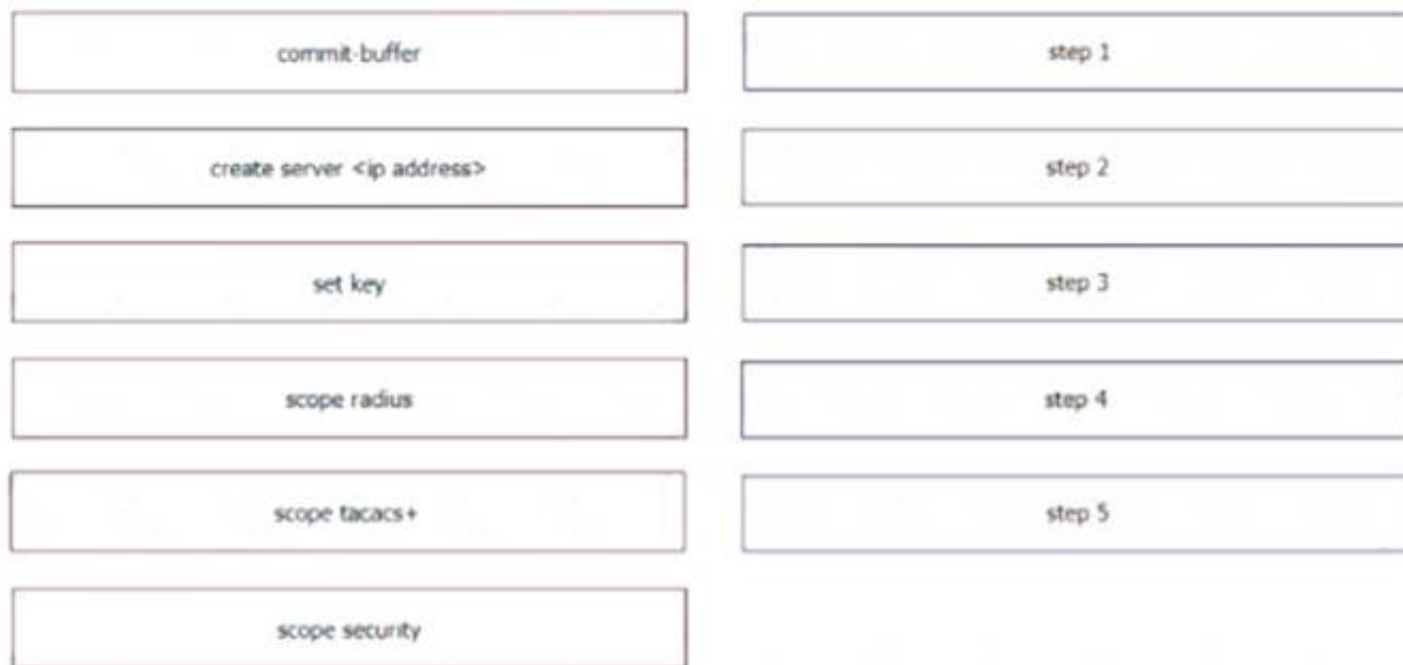 commit-buffer
step 1
create server <ip address>
step 2
set key
step 3
scope radius
step 4
scope tacacs+
step 5
scope security